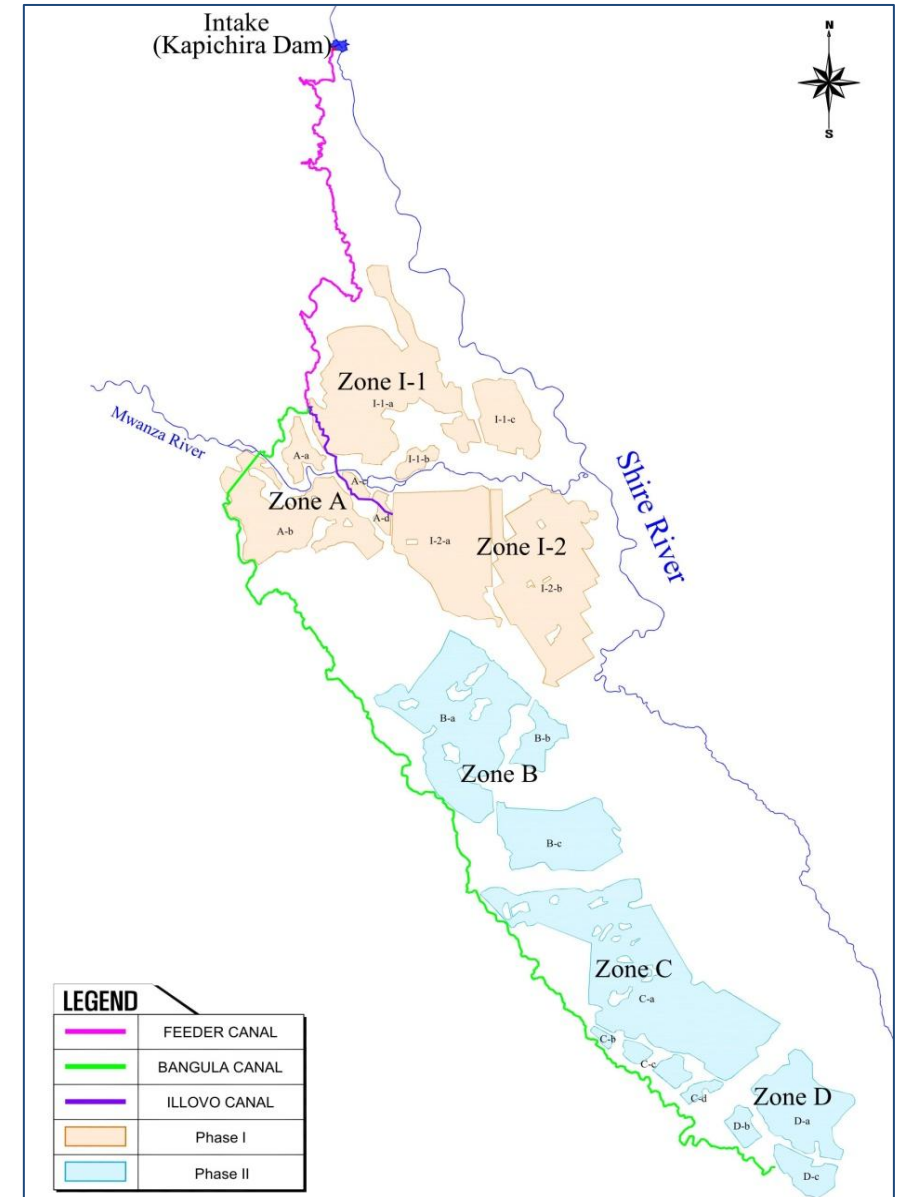 Intake
(Kapichira Dam)
N
S
Zone I-1
I-1-a
I-1-c
Mwanza River
A-a
I-1-b
Shire River
A-c
Zone A
A-d
A-b
I-2-a
Zone I-2
I-2-b
B-a
B-b
Zone B
B-c
Zone C
C-a
C-b
C-c
C-d
Zone D
D-a
D-b
D-c
LEGEND
FEEDER CANAL
BANGULA CANAL
ILLOVO CANAL
Phase I
Phase II